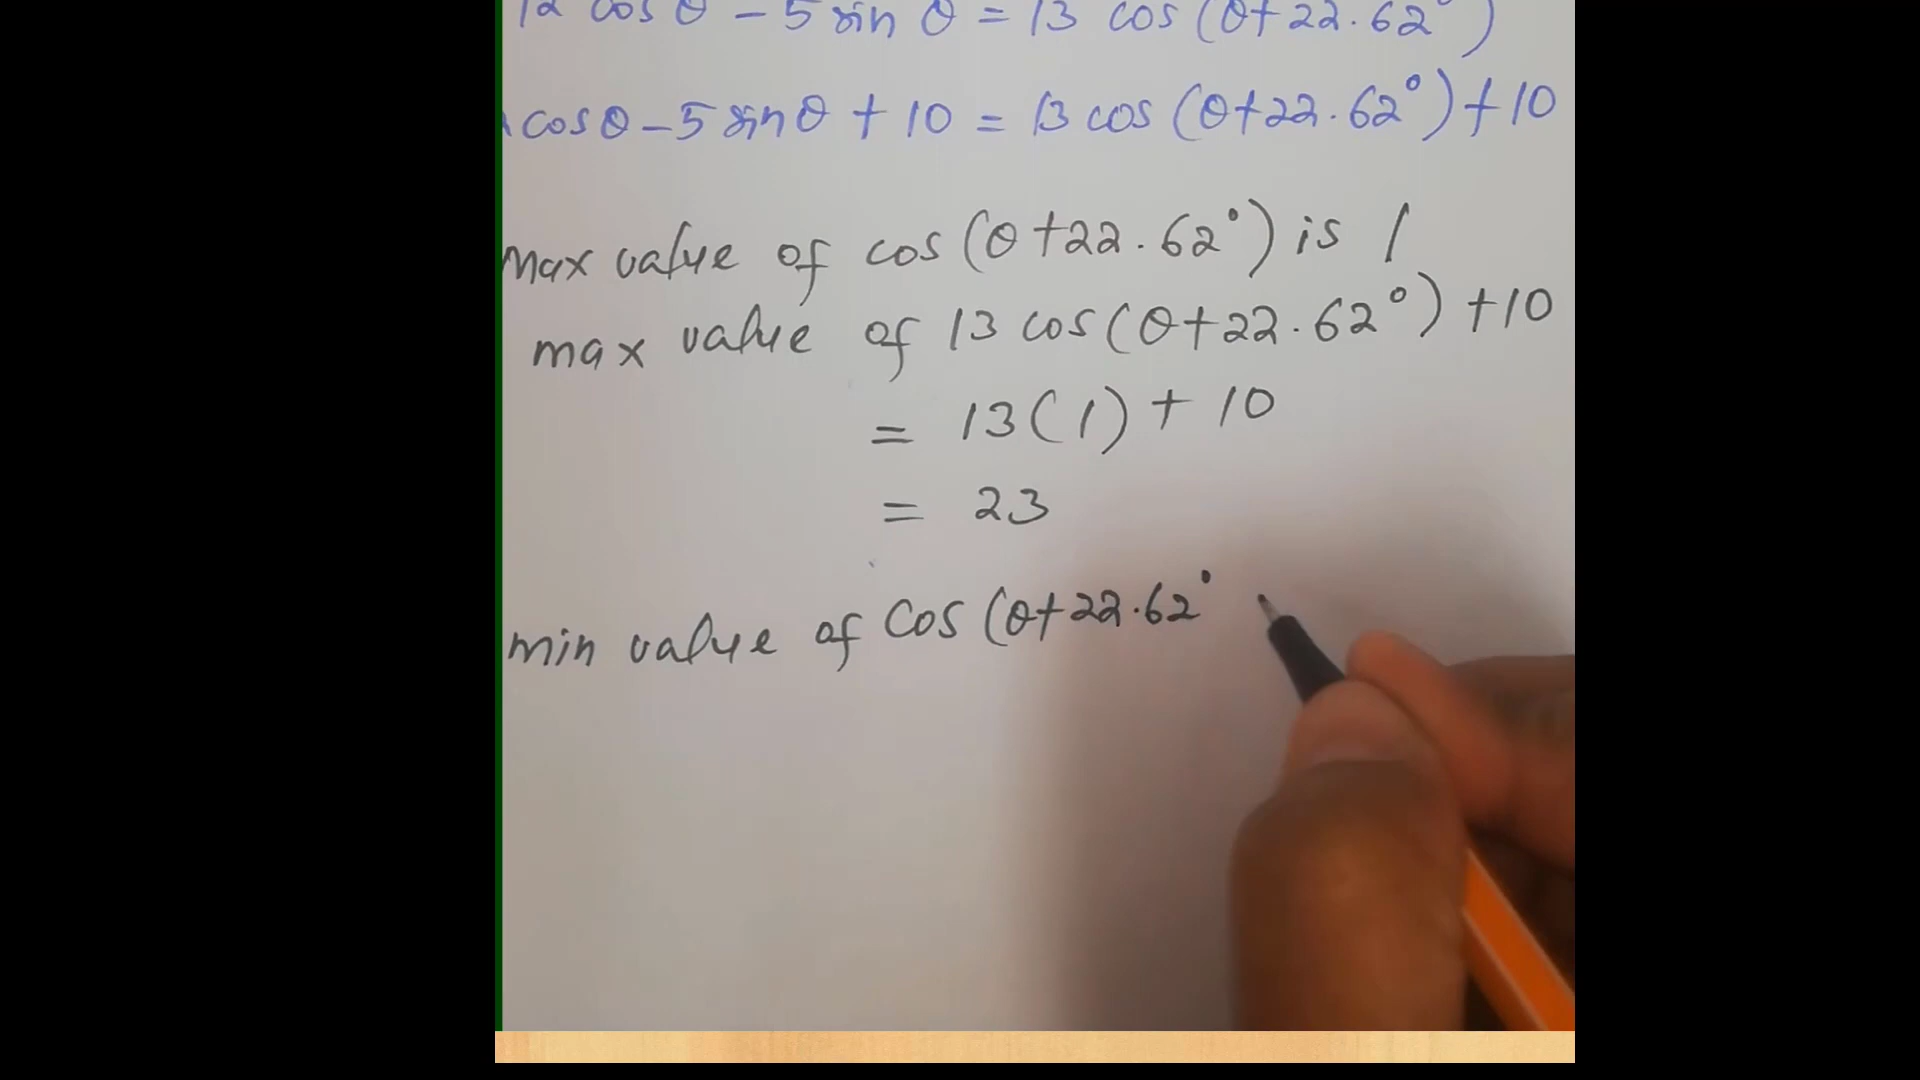 12 cos θ - 5 sin θ = 13 cos (θ+22.62°)
cos θ - 5 sin θ + 10 = 13 cos (θ+22.62°) + 10
max value of cos (θ+22.62°) is 1
max value of 13 cos (θ+22.62°) + 10
= 13(1) + 10
= 23
min value of cos (θ+22.62°